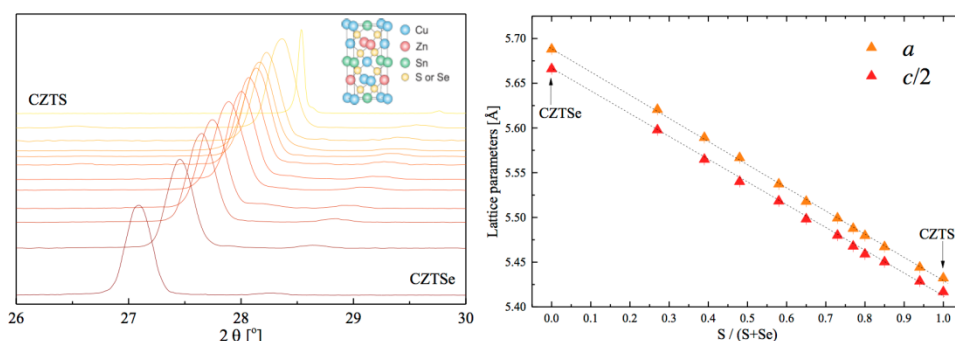 Cu
Zn
Sn
S or Se
CZTS
CZTSe
26 27 28 29 30
2 θ [°]
5.70
5.65
5.60
5.55
5.50
5.45
5.40
Lattice parameters [Å]
a
c/2
CZTSe
CZTS
0.0 0.1 0.2 0.3 0.4 0.5 0.6 0.7 0.8 0.9 1.0
S / (S+Se)